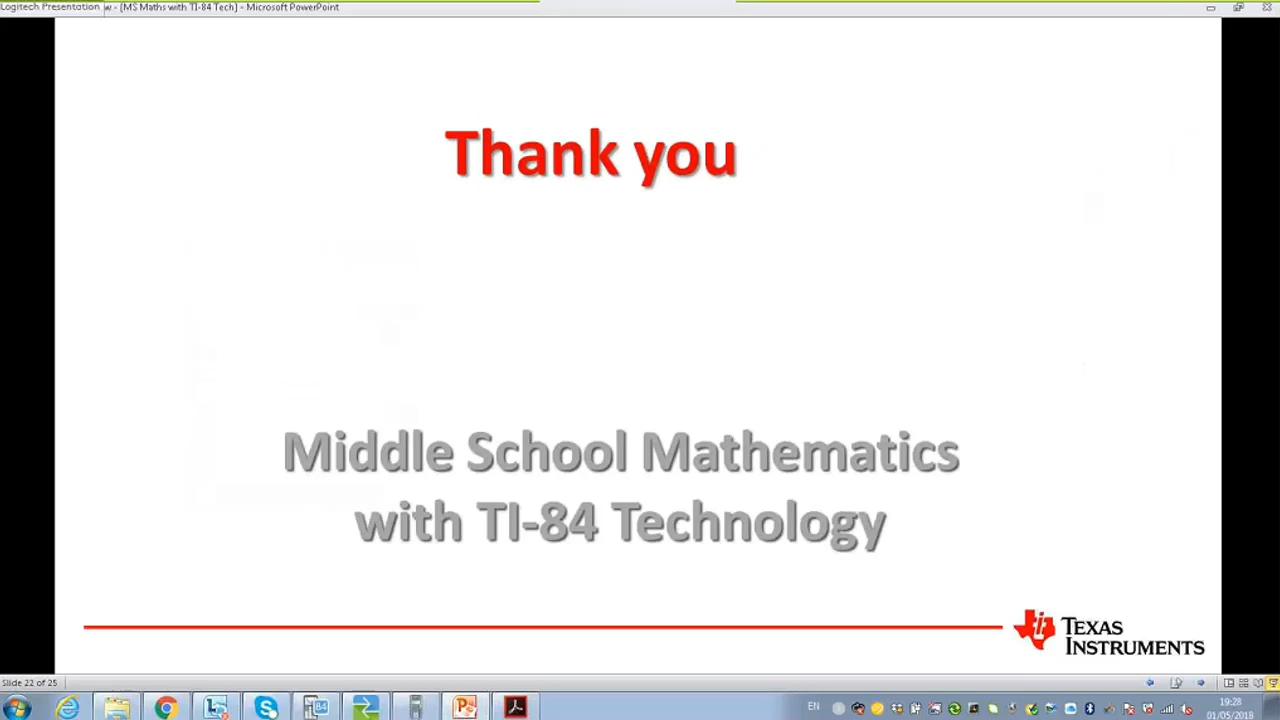 Logitech Presentation w - [MS Maths with TI-84 Tech] - Microsoft PowerPoint
Thank you
Middle School Mathematics
with TI-84 Technology
TEXAS
INSTRUMENTS
Slide 22 of 25
84
EN
19:28
01/05/2018